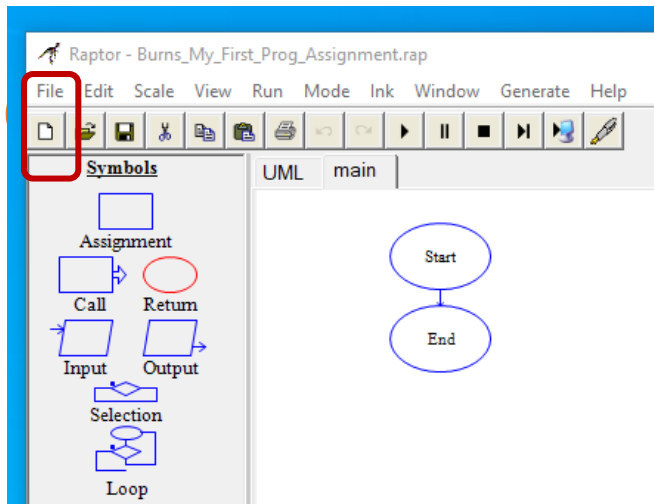 Raptor - Burns_My_First_Prog_Assignment.rap
File Edit Scale View Run Mode Ink Window Generate Help
Symbols
UML main
Assignment
Call Return
Input Output
Selection
Loop
Start
End